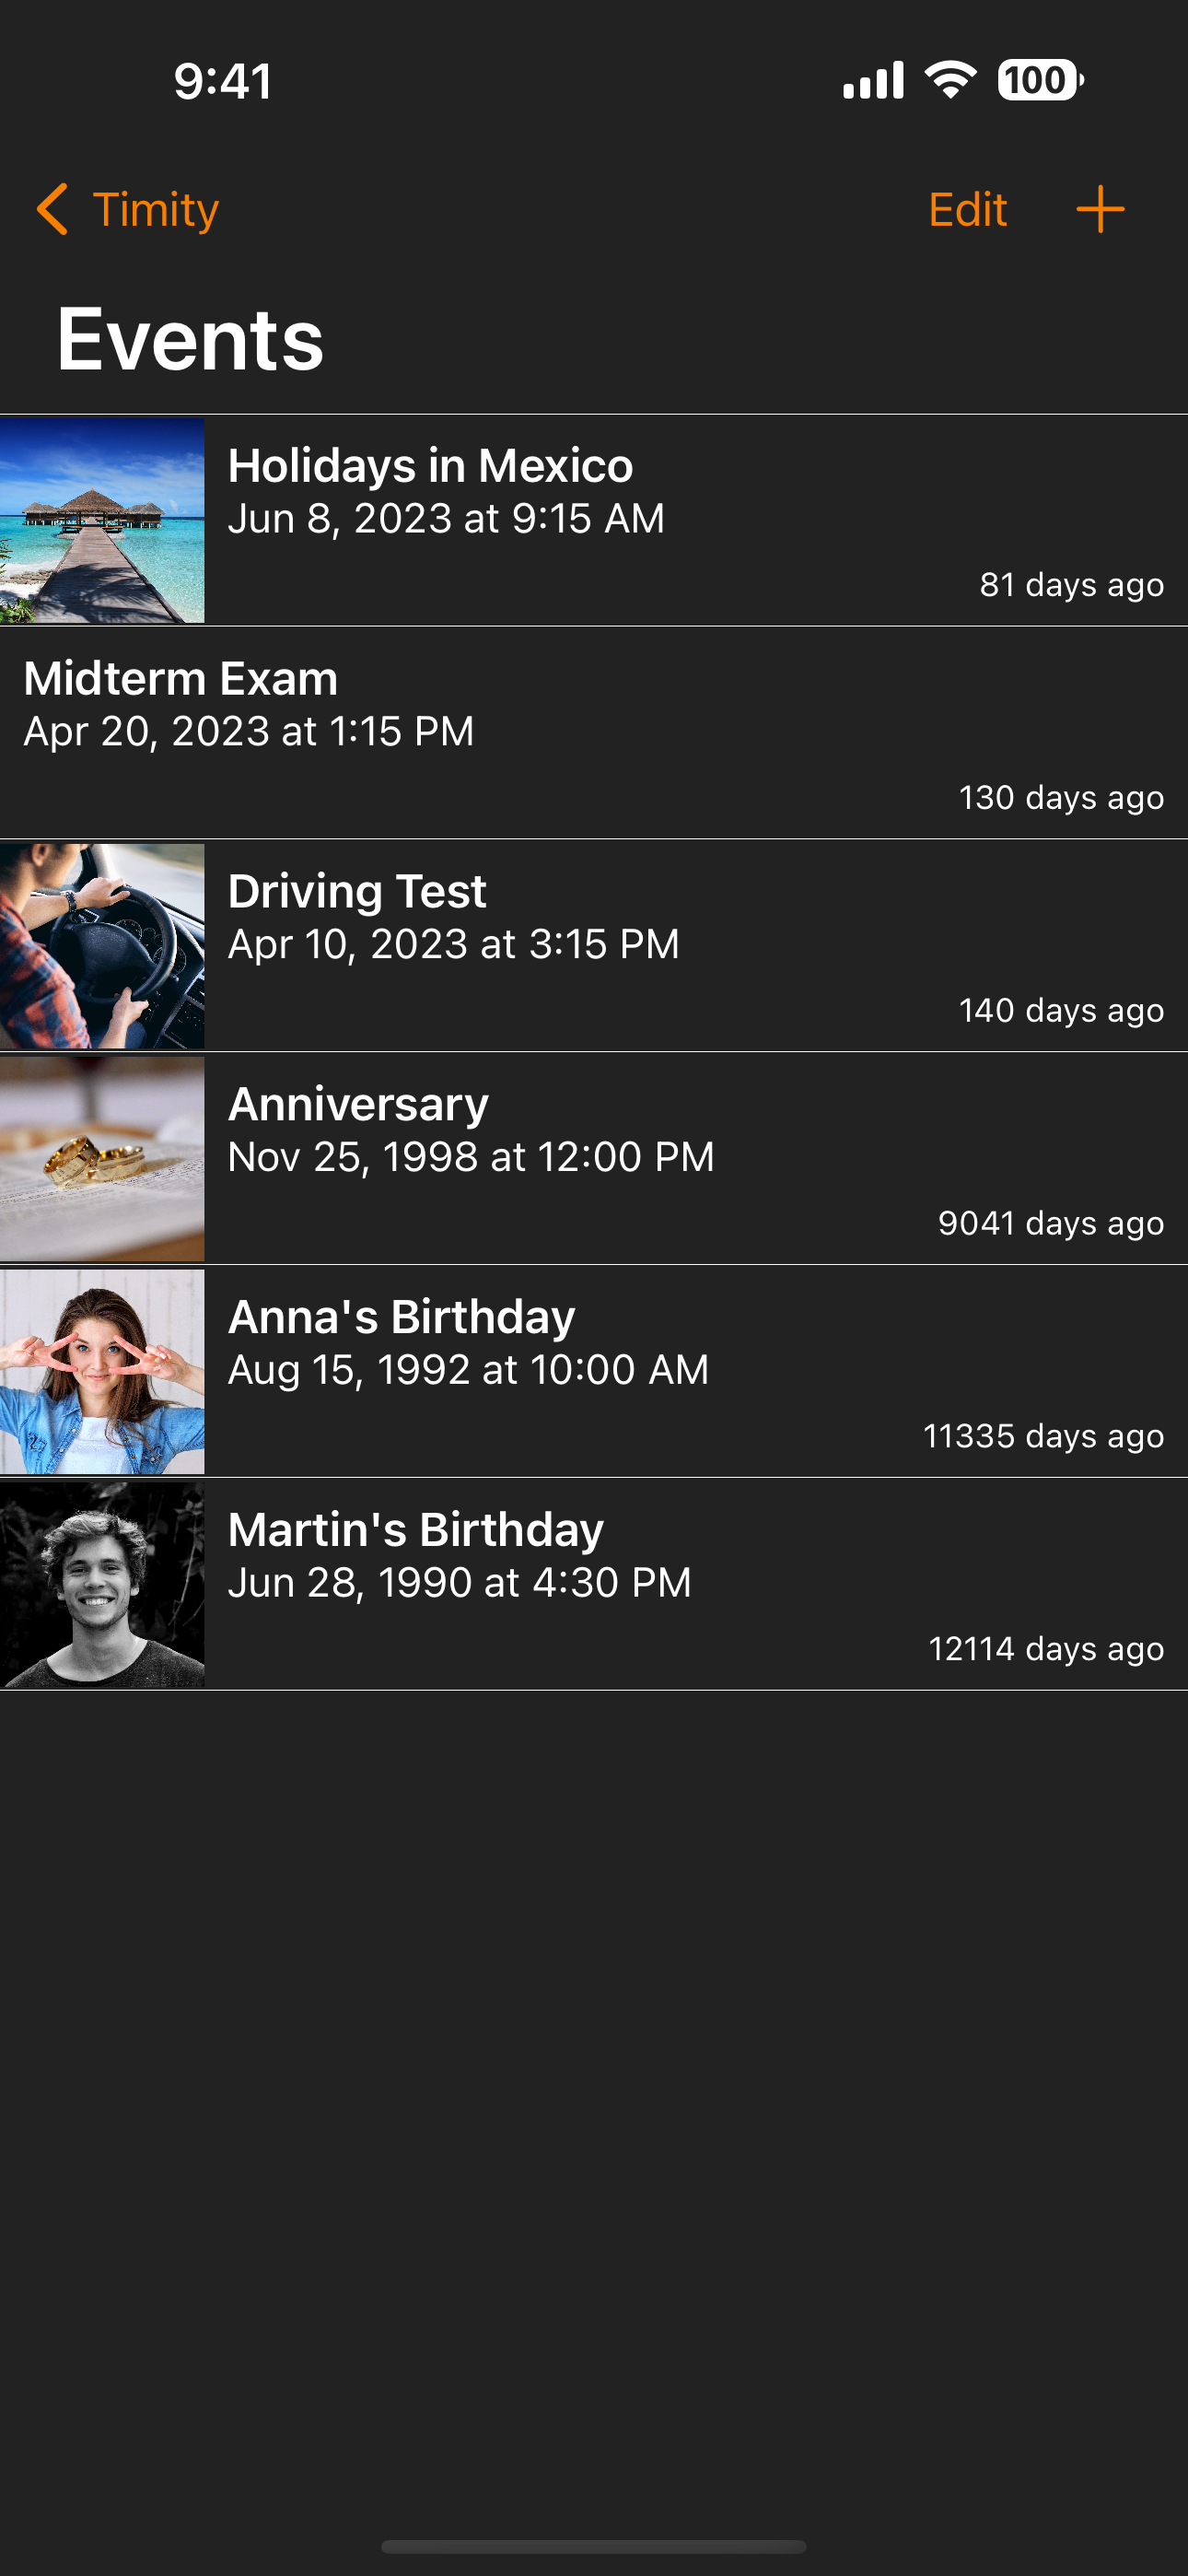 9:41
100
Timity
Edit
Events
Holidays in Mexico
Jun 8, 2023 at 9:15 AM
81 days ago
Midterm Exam
Apr 20, 2023 at 1:15 PM
130 days ago
Driving Test
Apr 10, 2023 at 3:15 PM
140 days ago
Anniversary
Nov 25, 1998 at 12:00 PM
9041 days ago
Anna's Birthday
Aug 15, 1992 at 10:00 AM
11335 days ago
Martin's Birthday
Jun 28, 1990 at 4:30 PM
12114 days ago